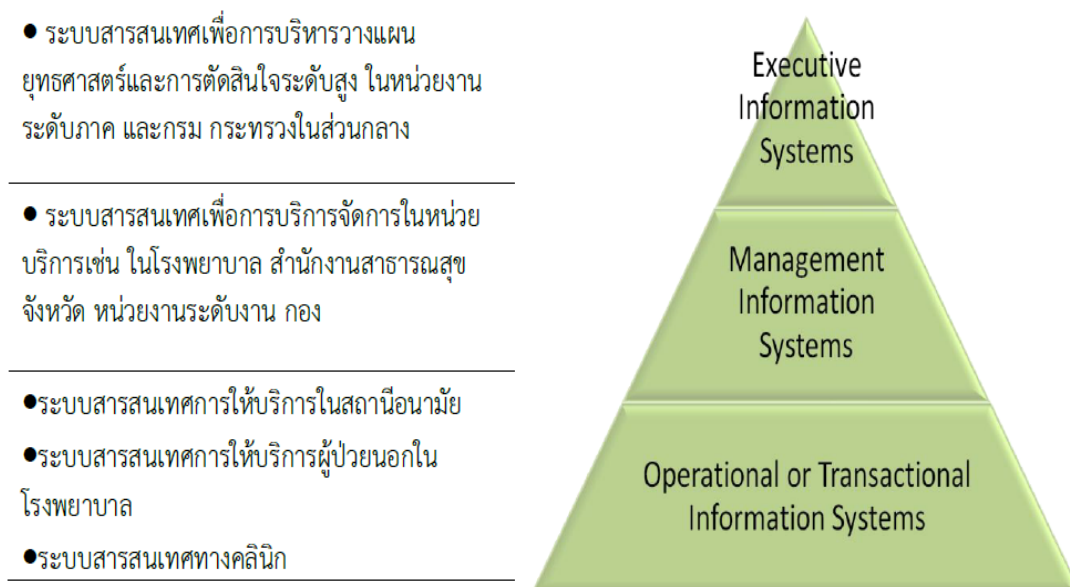 ● ระบบสารสนเทศเพื่อการบริหารวางแผน
ยุทธศาสตร์และการตัดสินใจระดับสูง ในหน่วยงาน
ระดับภาค และกรม กระทรวงในส่วนกลาง
● ระบบสารสนเทศเพื่อการบริการจัดการในหน่วย
บริการเช่น ในโรงพยาบาล สำนักงานสาธารณสุข
จังหวัด หน่วยงานระดับงาน กอง
●ระบบสารสนเทศการให้บริการในสถานีอนามัย
●ระบบสารสนเทศการให้บริการผู้ป่วยนอกใน
โรงพยาบาล
●ระบบสารสนเทศทางคลินิก
Executive
Information
Systems
Management
Information
Systems
Operational or Transactional
Information Systems